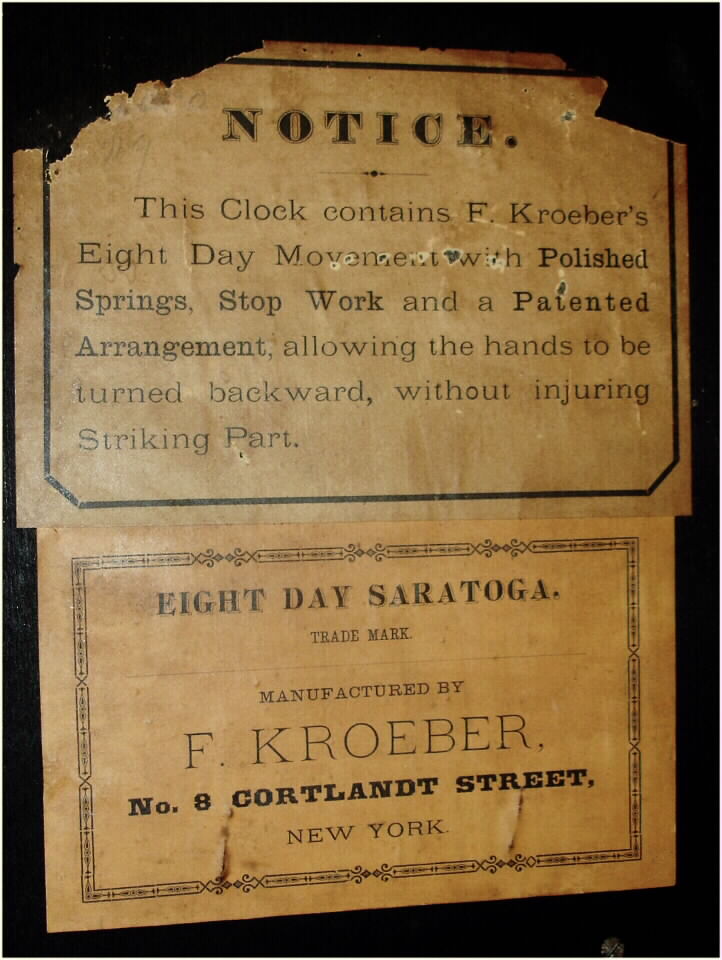 NOTICE.
This Clock contains F. Kroeber's
Eight Day Movement with Polished
Springs, Stop Work and a Patented
Arrangement, allowing the hands to be
turned backward, without injuring
Striking Part.
EIGHT DAY SARATOGA.
TRADE MARK.
MANUFACTURED BY
F. KROEBER,
No. 8 CORTLANDT STREET,
NEW YORK.